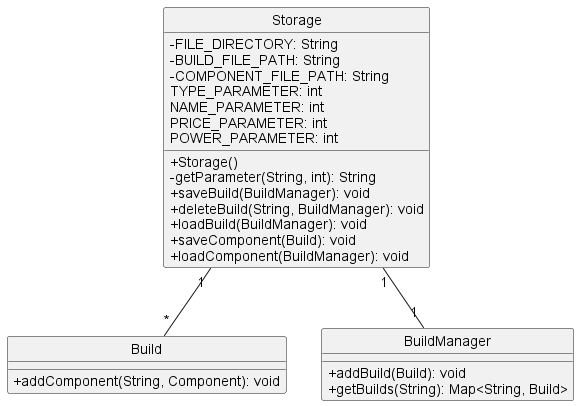 Storage
-FILE_DIRECTORY: String
-BUILD_FILE_PATH: String
-COMPONENT_FILE_PATH: String
TYPE_PARAMETER: int
NAME_PARAMETER: int
PRICE_PARAMETER: int
POWER_PARAMETER: int
+Storage()
-getParameter(String, int): String
+saveBuild(BuildManager): void
+deleteBuild(String, BuildManager): void
+loadBuild(BuildManager): void
+saveComponent(Build): void
+loadComponent(BuildManager): void
1
1
*
1
Build
+addComponent(String, Component): void
BuildManager
+addBuild(Build): void
+getBuilds(String): Map<String, Build>